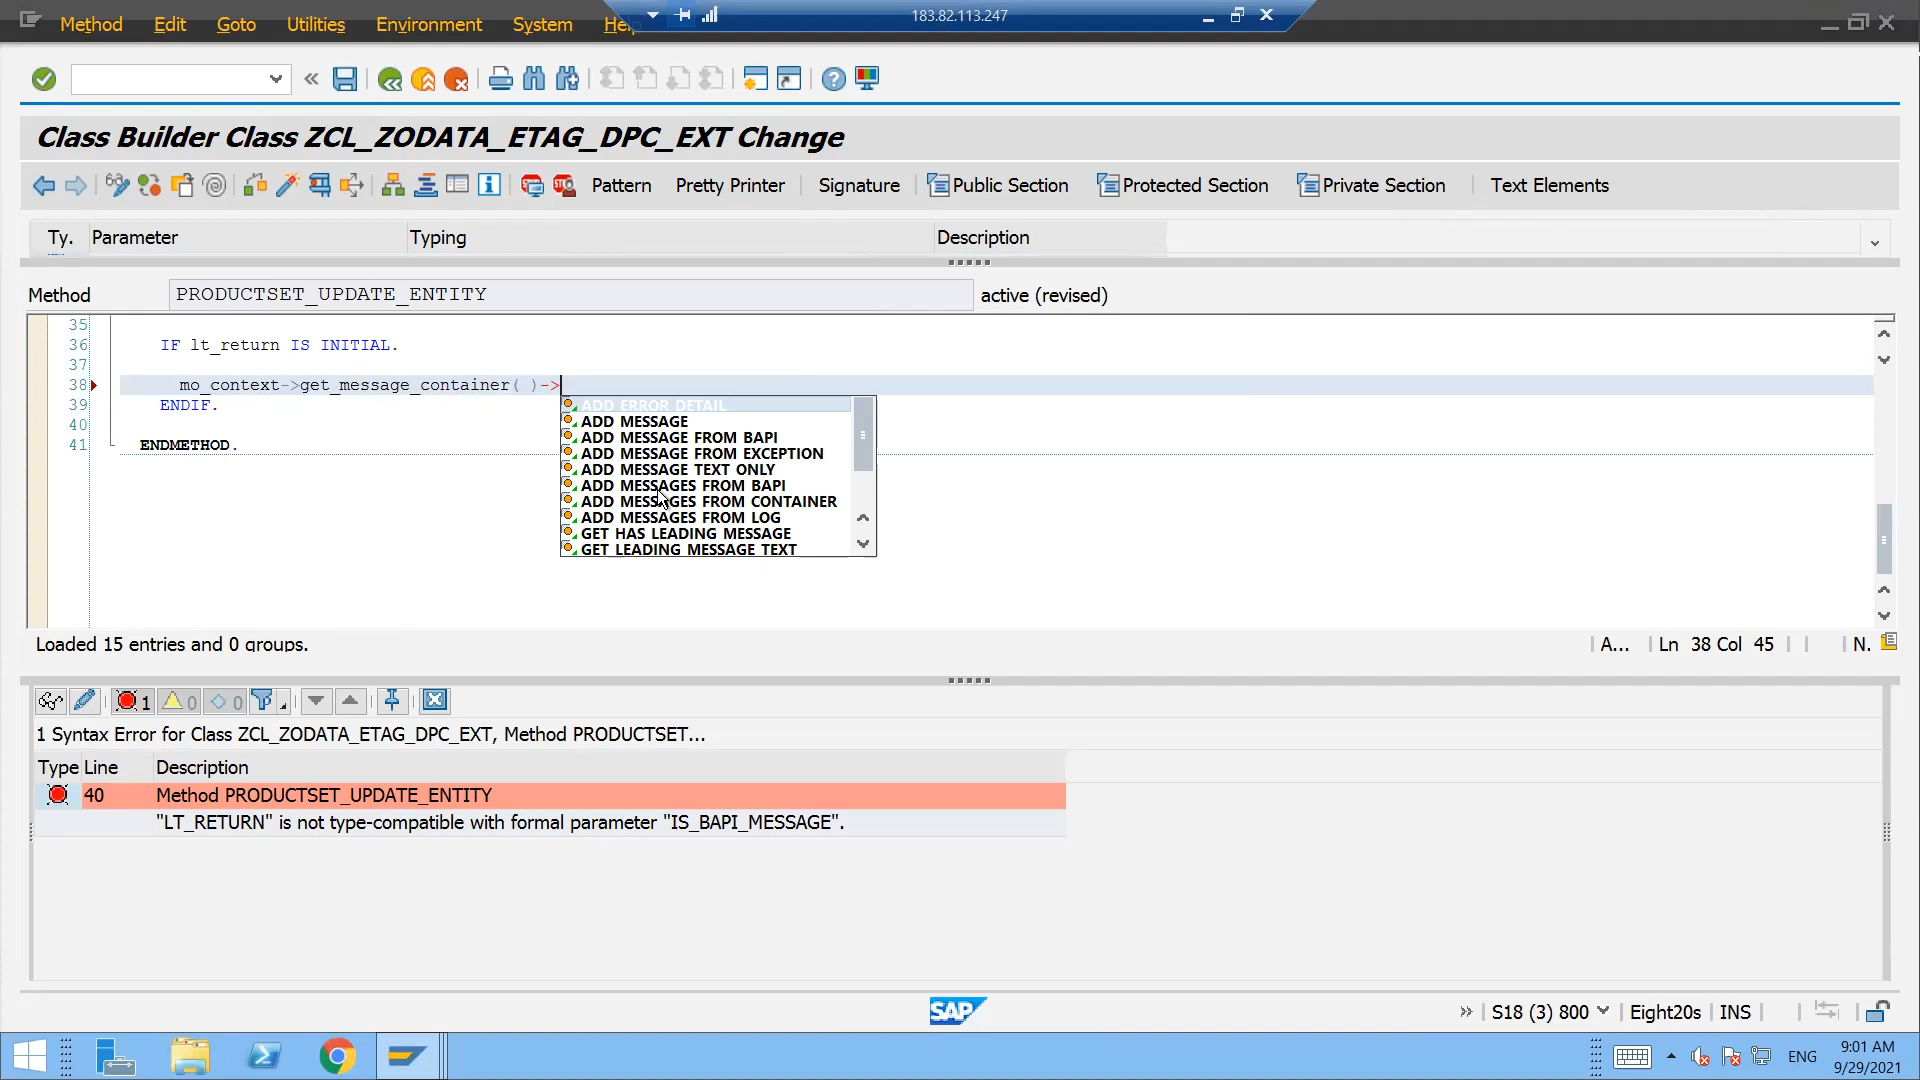 Method Edit Goto Utilities Environment System Help
183.82.113.247
Class Builder Class ZCL_ZODATA_ETAG_DPC_EXT Change
Pattern Pretty Printer Signature Public Section Protected Section Private Section Text Elements
Ty. Parameter Typing Description
Method PRODUCTSET_UPDATE_ENTITY active (revised)
35
36 IF lt_return IS INITIAL.
37
38 mo_context->get_message_container( )->
39 ENDIF.
40
41 ENDMETHOD.
ADD ERROR DETAIL
ADD MESSAGE
ADD MESSAGE FROM BAPI
ADD MESSAGE FROM EXCEPTION
ADD MESSAGE TEXT ONLY
ADD MESSAGES FROM BAPI
ADD MESSAGES FROM CONTAINER
ADD MESSAGES FROM LOG
GET HAS LEADING MESSAGE
GET LEADING MESSAGE TEXT
Loaded 15 entries and 0 groups. A... Ln 38 Col 45 N.
1 0 0
1 Syntax Error for Class ZCL_ZODATA_ETAG_DPC_EXT, Method PRODUCTSET...
Type Line Description
40 Method PRODUCTSET_UPDATE_ENTITY
"LT_RETURN" is not type-compatible with formal parameter "IS_BAPI_MESSAGE".
SAP
S18 (3) 800 Eight20s INS
ENG 9:01 AM
9/29/2021